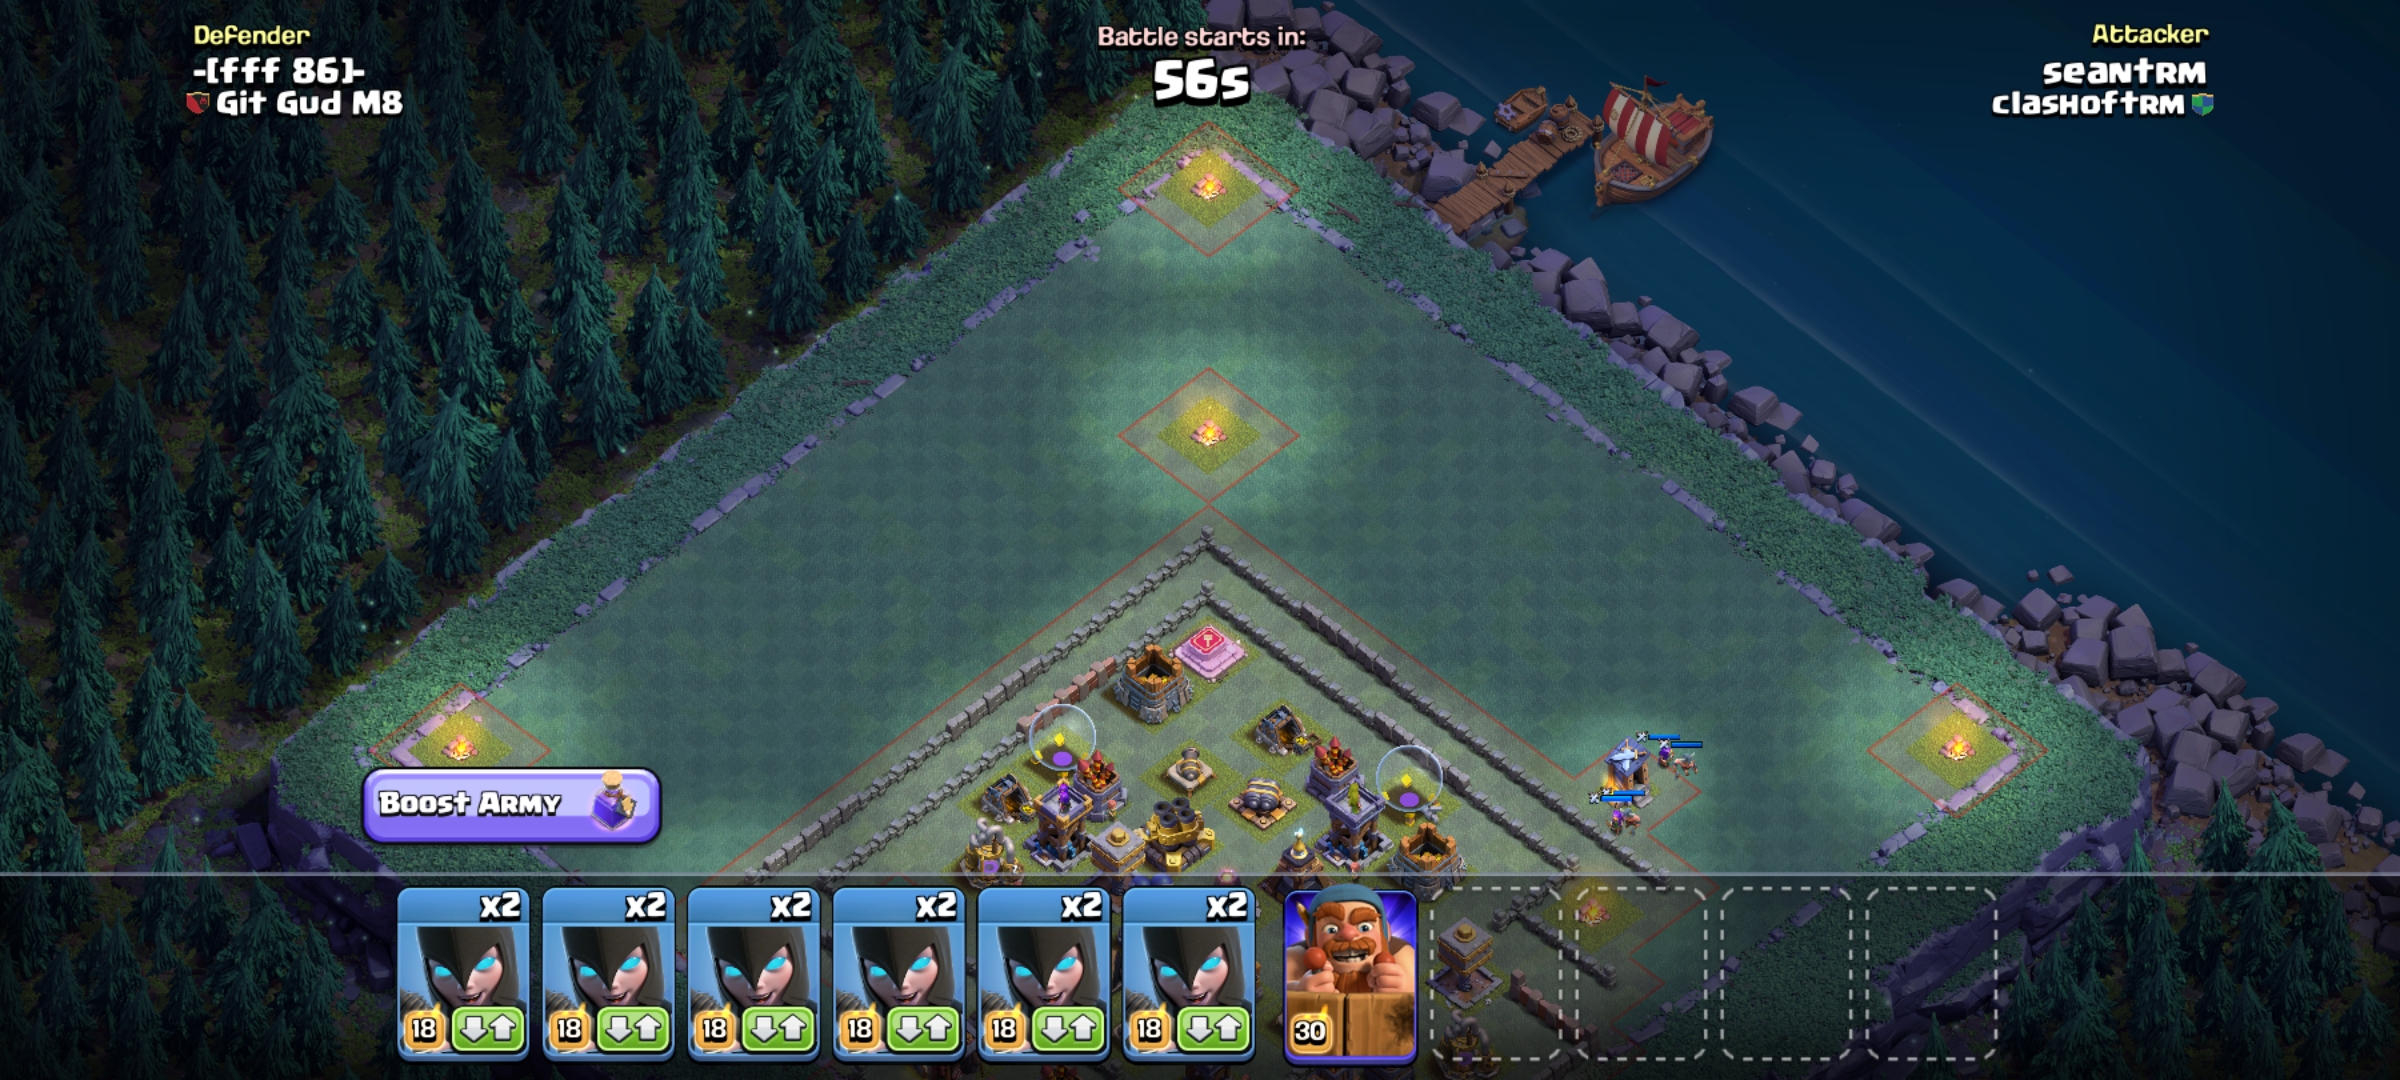 Defender
-[fff 86]-
Git Gud M8
Battle starts in:
56s
Attacker
seantRM
clashoftRM
Boost Army
x2
x2
x2
x2
x2
x2
18
18
18
18
18
18
30